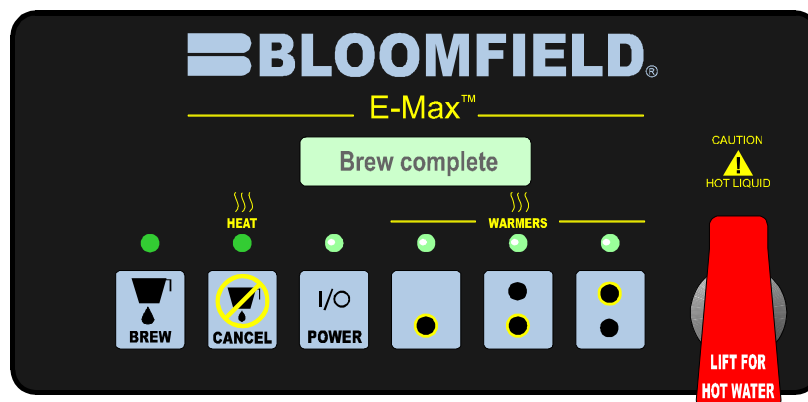 BLOOMFIELD®
E-Max™
Brew complete
CAUTION
HOT LIQUID
HEAT
WARMERS
BREW
CANCEL
I/O
POWER
LIFT FOR
HOT WATER